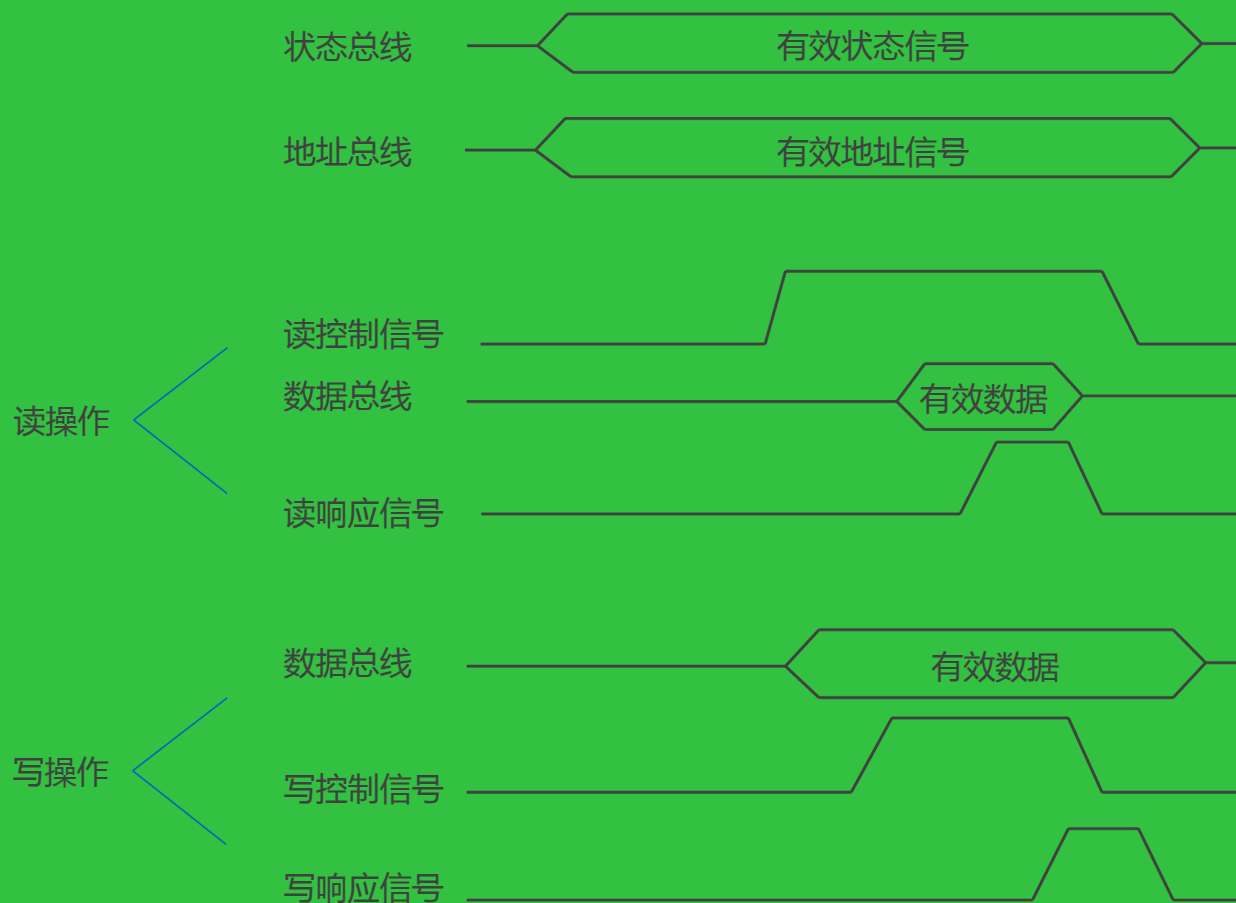 状态总线
有效状态信号
地址总线
有效地址信号
读控制信号
数据总线
有效数据
读操作
读响应信号
数据总线
有效数据
写操作
写控制信号
写响应信号